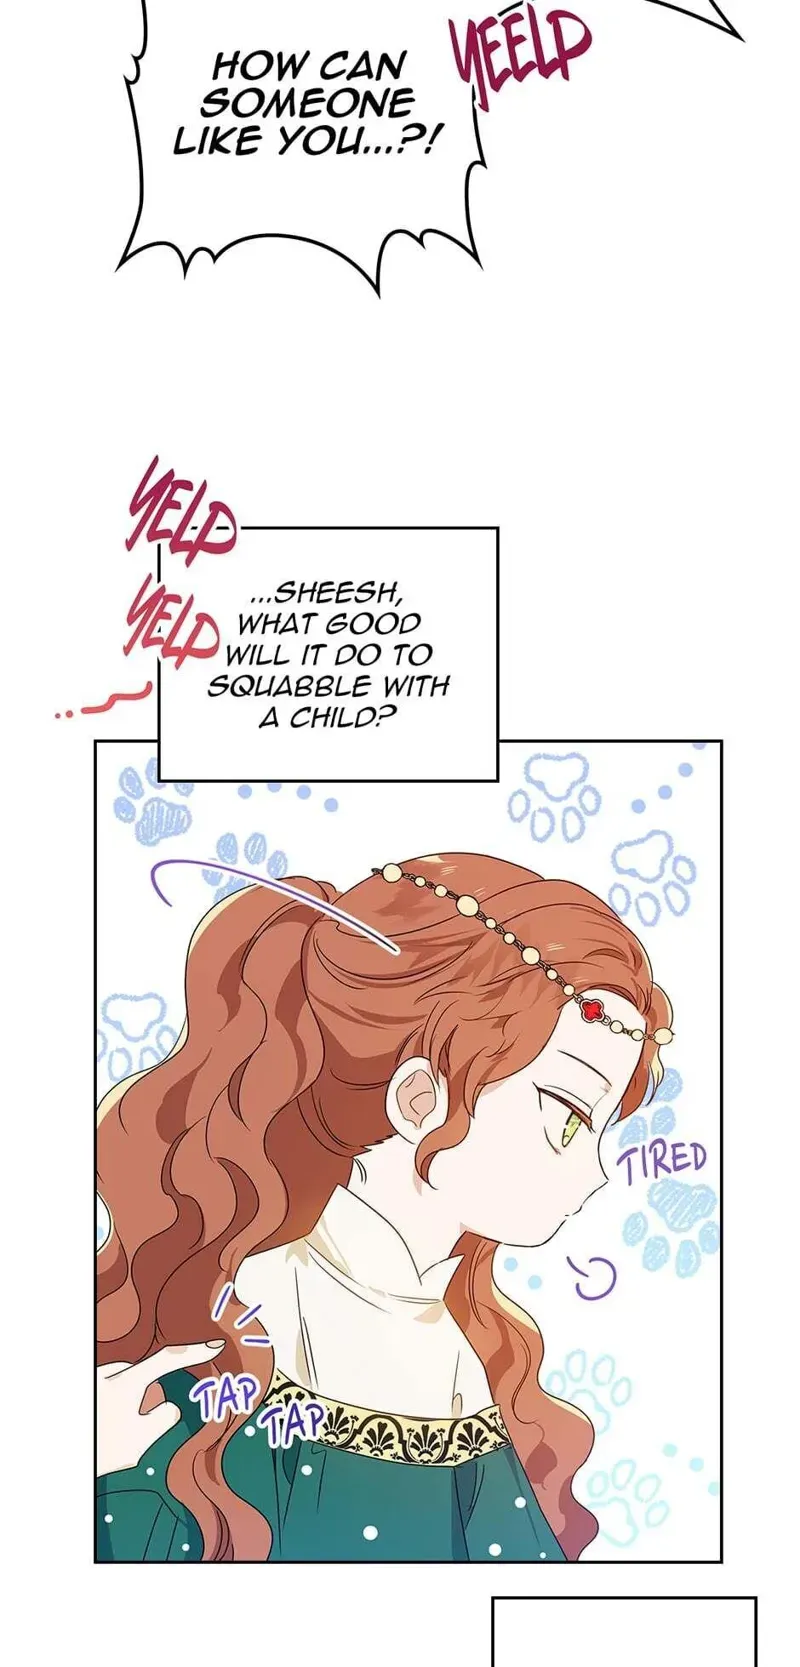 YEELP
HOW CAN
SOMEONE
LIKE YOU...?!
YELP
YELP
...SHEESH,
WHAT GOOD
WILL IT DO TO
SQUABBLE WITH
A CHILD?
TIRED
TAP
TAP